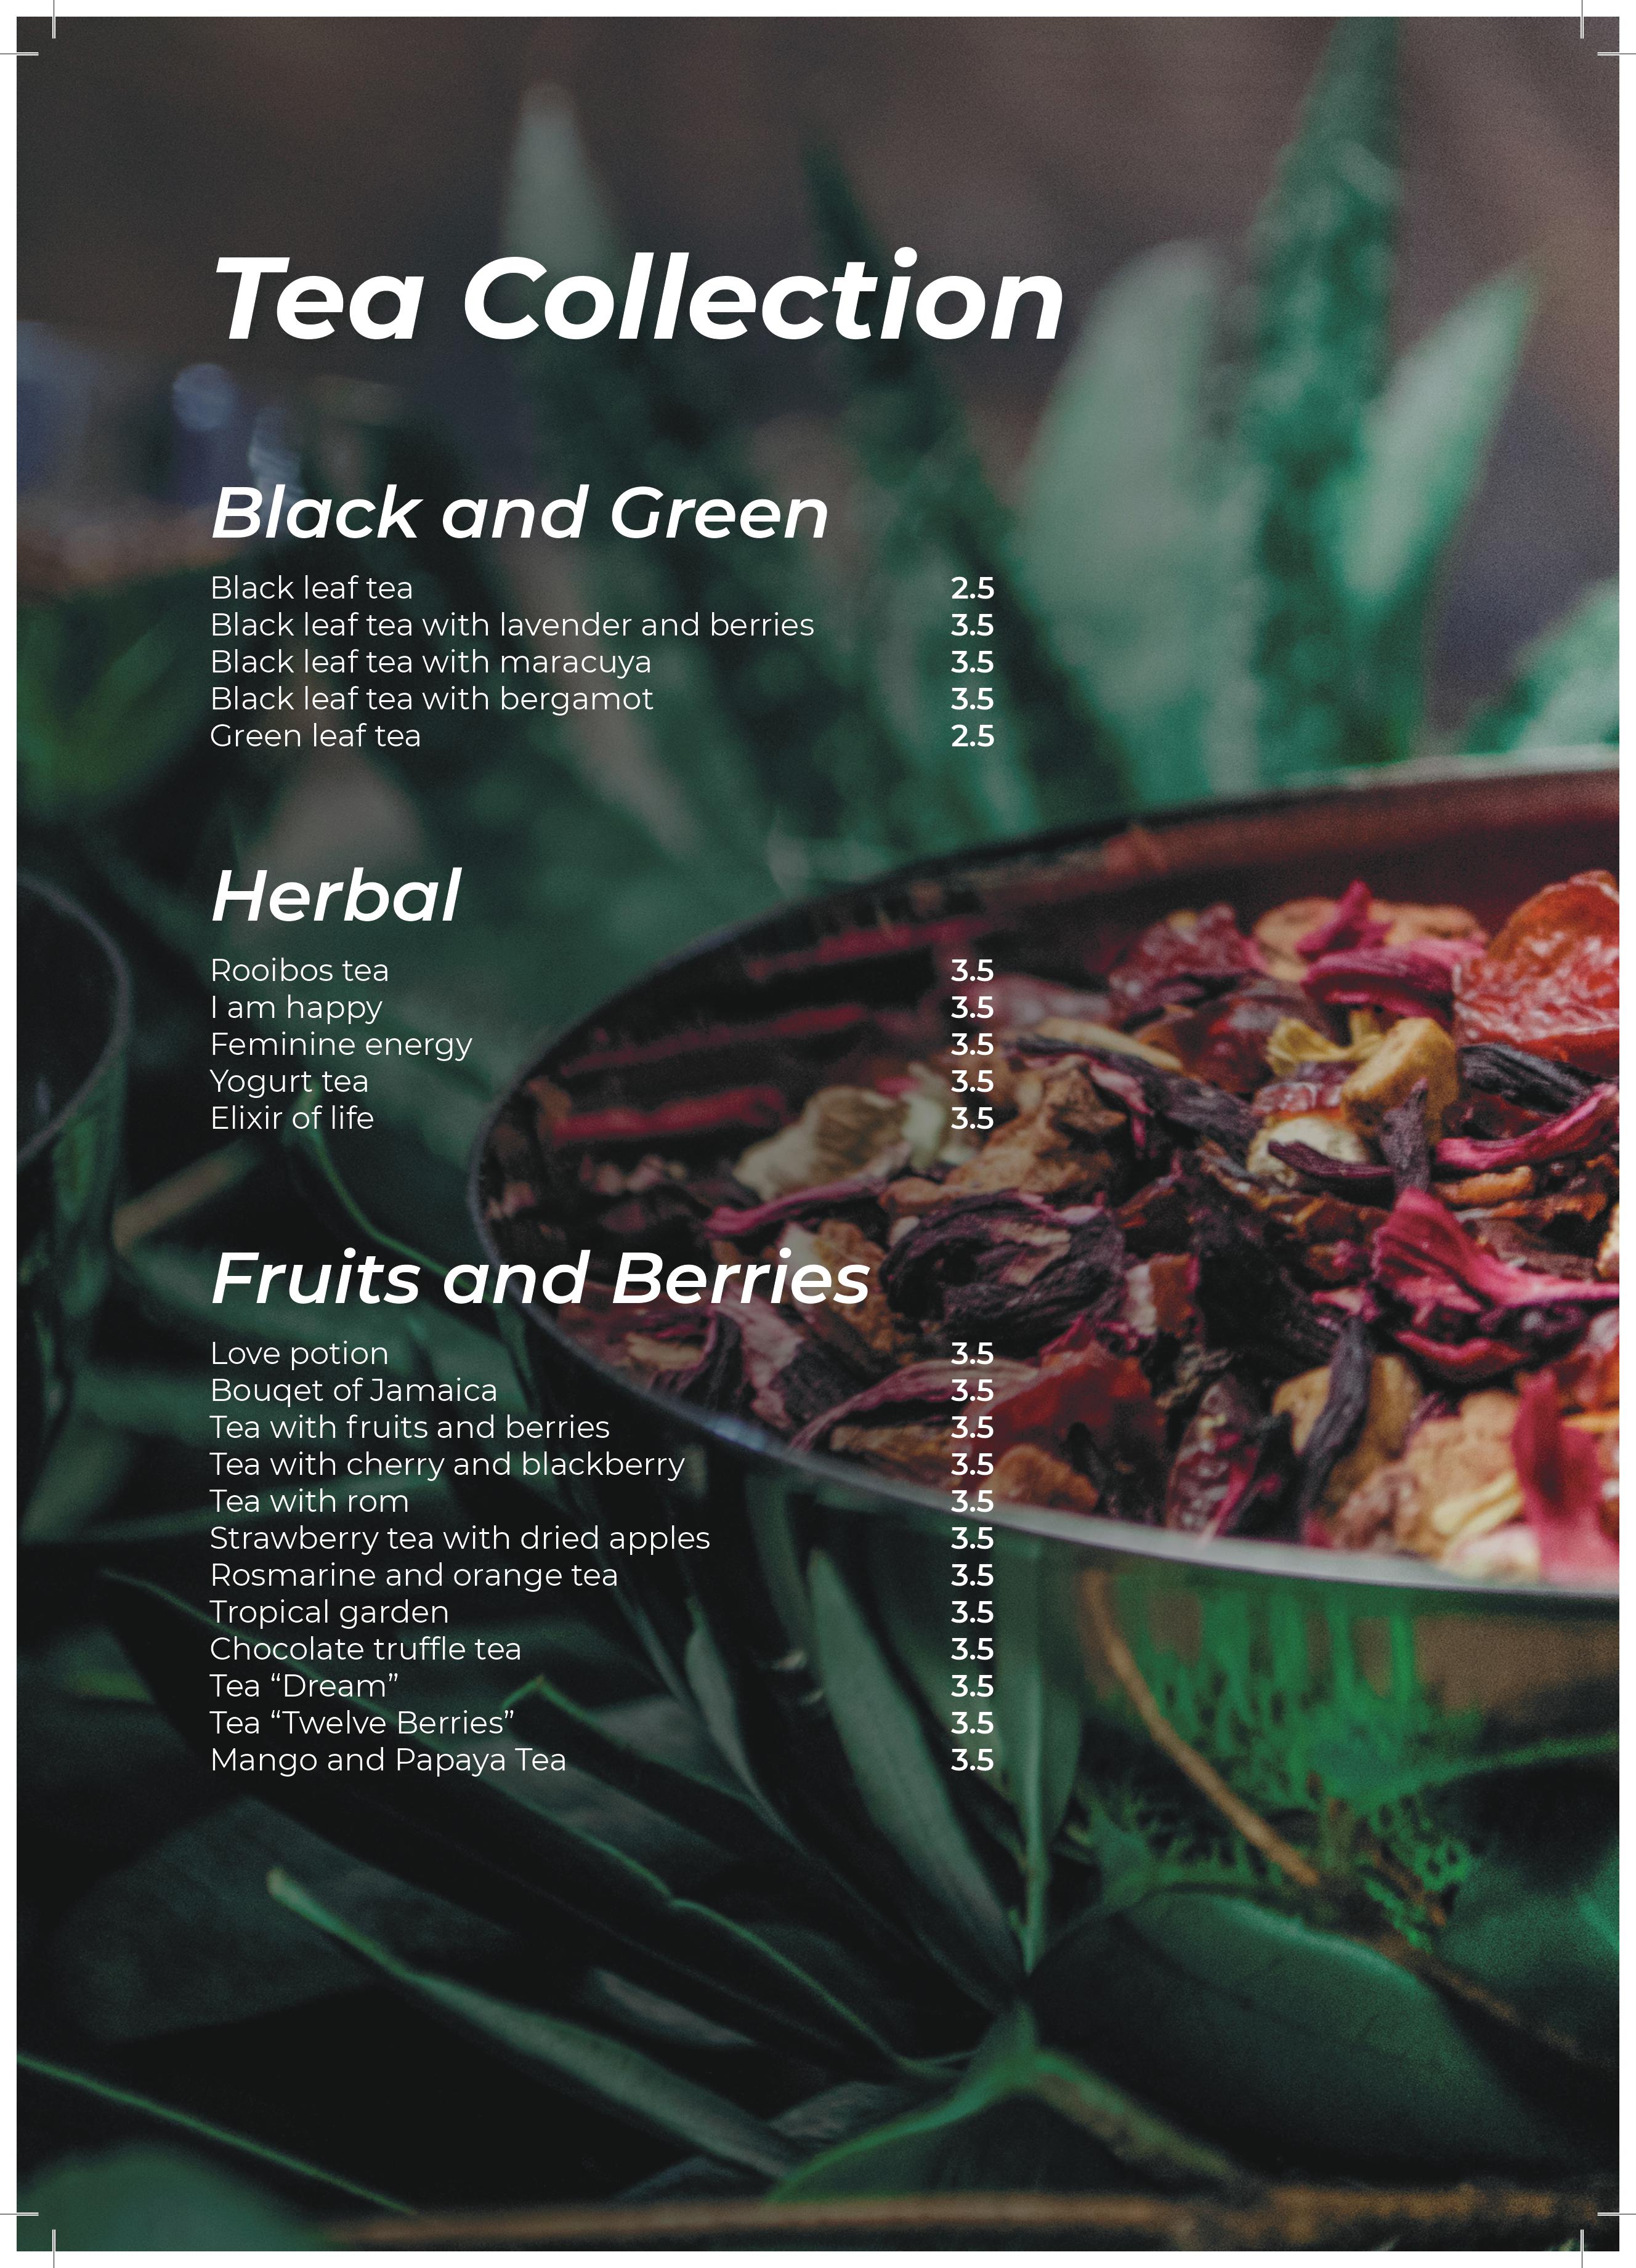 Tea Collection
Black and Green
Black leaf tea 2.5
Black leaf tea with lavender and berries 3.5
Black leaf tea with maracuya 3.5
Black leaf tea with bergamot 3.5
Green leaf tea 2.5
Herbal
Rooibos tea 3.5
I am happy 3.5
Feminine energy 3.5
Yogurt tea 3.5
Elixir of life 3.5
Fruits and Berries
Love potion 3.5
Bouqet of Jamaica 3.5
Tea with fruits and berries 3.5
Tea with cherry and blackberry 3.5
Tea with rom 3.5
Strawberry tea with dried apples 3.5
Rosmarine and orange tea 3.5
Tropical garden 3.5
Chocolate truffle tea 3.5
Tea “Dream” 3.5
Tea “Twelve Berries” 3.5
Mango and Papaya Tea 3.5